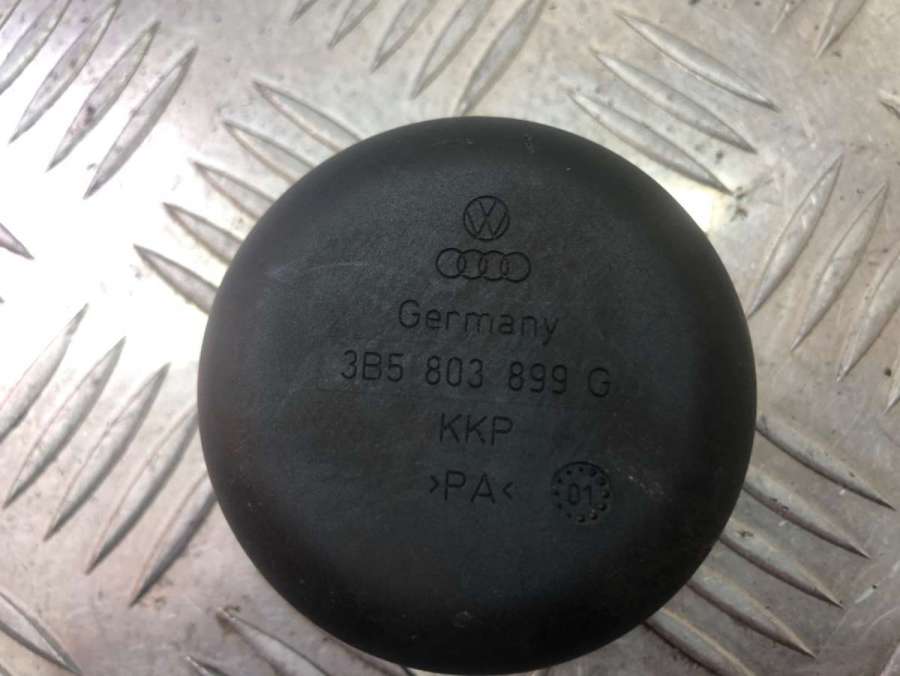 Germany
3B5 803 899 G
KKP
>PA<
01